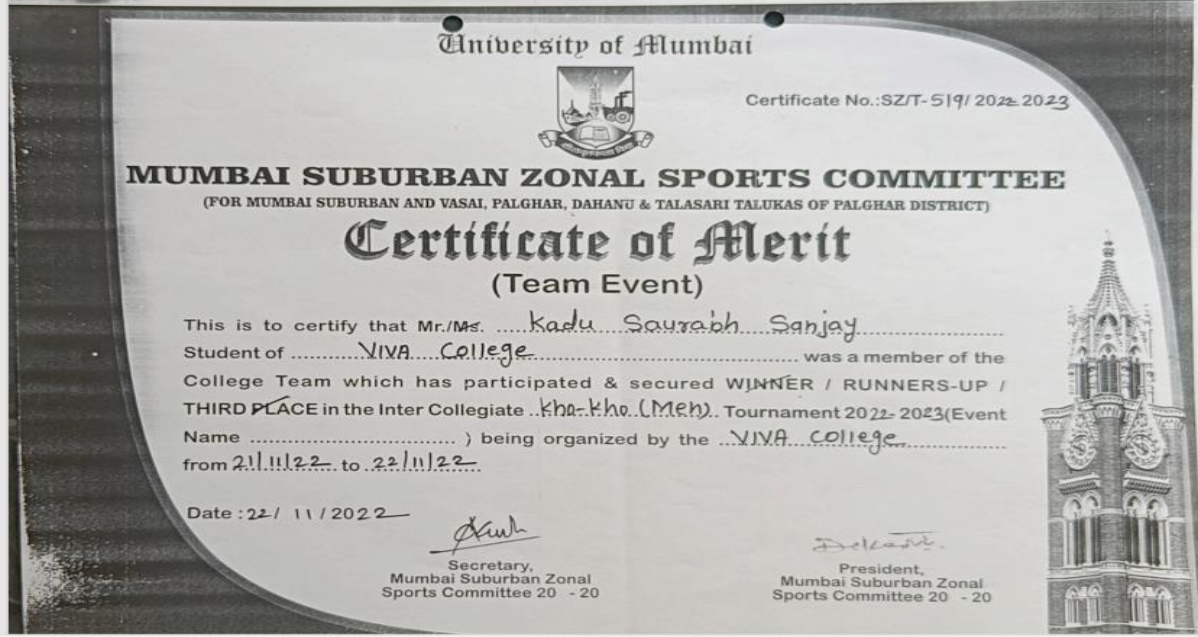 University of Mumbai
Certificate No.:SZ/T-519/2022-2023
MUMBAI SUBURBAN ZONAL SPORTS COMMITTEE
(FOR MUMBAI SUBURBAN AND VASAI, PALGHAR, DAHANU & TALASARI TALUKAS OF PALGHAR DISTRICT)
Certificate of Merit
(Team Event)
This is to certify that Mr./Ms. ....Kadu Saurabh Sanjay....................
Student of ..........VIVA College.......................................... was a member of the
College Team which has participated & secured WINNER / RUNNERS-UP /
THIRD PLACE in the Inter Collegiate ..Kho-Kho (Men).. Tournament 2022-2023(Event
Name .............................. ) being organized by the ..VIVA College...............
from 21/11/22 to 22/11/22.
Date : 22/ 11 /2022
Secretary,
Mumbai Suburban Zonal
Sports Committee 20 - 20
President,
Mumbai Suburban Zonal
Sports Committee 20 - 20